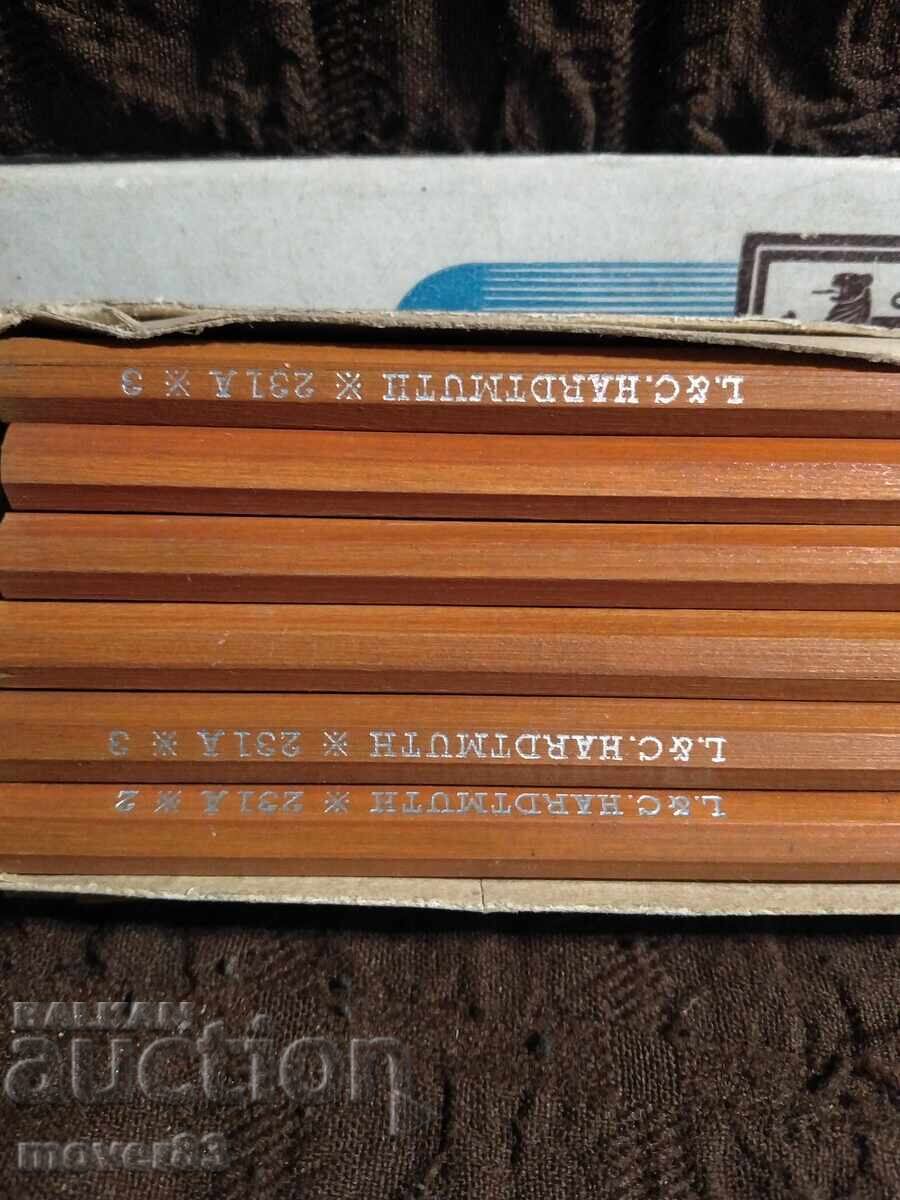 L.&C.HARDTMUTH ※ 231A ※ 3
L.&C.HARDTMUTH ※ 231A ※ 3
L.&C.HARDTMUTH ※ 231A ※ 2
BALKAN
auction
mover83